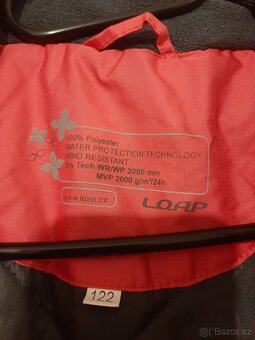 100% Polyester
WATER PROTECTION TECHNOLOGY
WIND RESISTANT
Dry Tech WR/WP 2000 mm
MVP 2000 g/m²/24h
www.loap.cz
LOAP
122
© Bazos.cz